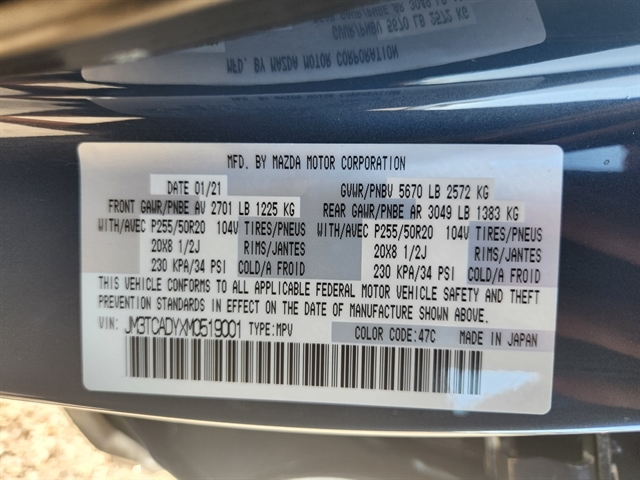 MFD. BY MAZDA MOTOR CORPORATION
DATE 01/21 GVWR/PNBV 5670 LB 2572 KG
FRONT GAWR/PNBE AV 2701 LB 1225 KG REAR GAWR/PNBE AR 3049 LB 1383 KG
WITH/AVEC P255/50R20 104V TIRES/PNEUS WITH/AVEC P255/50R20 104V TIRES/PNEUS
20X8 1/2J RIMS/JANTES 20X8 1/2J RIMS/JANTES
230 KPA/34 PSI COLD/A FROID 230 KPA/34 PSI COLD/A FROID
THIS VEHICLE CONFORMS TO ALL APPLICABLE FEDERAL MOTOR VEHICLE SAFETY AND THEFT
PREVENTION STANDARDS IN EFFECT ON THE DATE OF MANUFACTURE SHOWN ABOVE.
VIN: JM3TCADYXM0519001 TYPE: MPV COLOR CODE: 47C MADE IN JAPAN